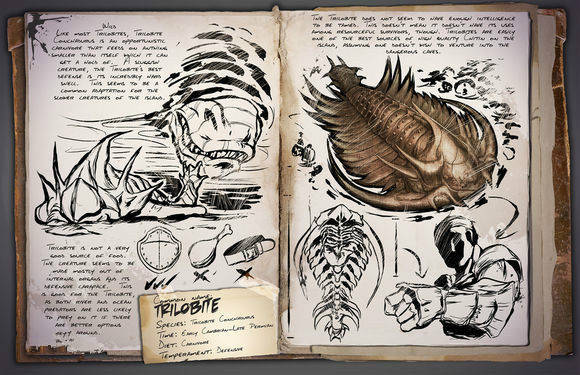 Wild
Like most trilobites, Trilobite
Conchaurus is an opportunistic
carnivore that feeds on anything
smaller than itself which it can
get a hold of. A sluggish
creature, the Trilobite's best
defense is its incredibly hard
shell. This seems to be a
common adaptation for the
slower creatures of the island.
Trilobite is not a very
good source of food.
The creature seems to be
made mostly out of
internal organs and its
defensive carapace. This
is good for the Trilobite,
as both river and ocean
predators are less likely
to prey on it if there
are better options
very around.
Common name:
Trilobite
Species: Trilobite Conchaurus
Time: Early Cambrian-Late Permian
Diet: Carnivore
Temperament: Defensive
The Trilobite does not seem to have enough intelligence
to be tamed. This doesn't mean it doesn't have its uses
among resourceful survivors, though. Trilobites are easily
one of the best sources of high quality Chitin on the
island, assuming one doesn't wish to venture into the
dangerous caves.